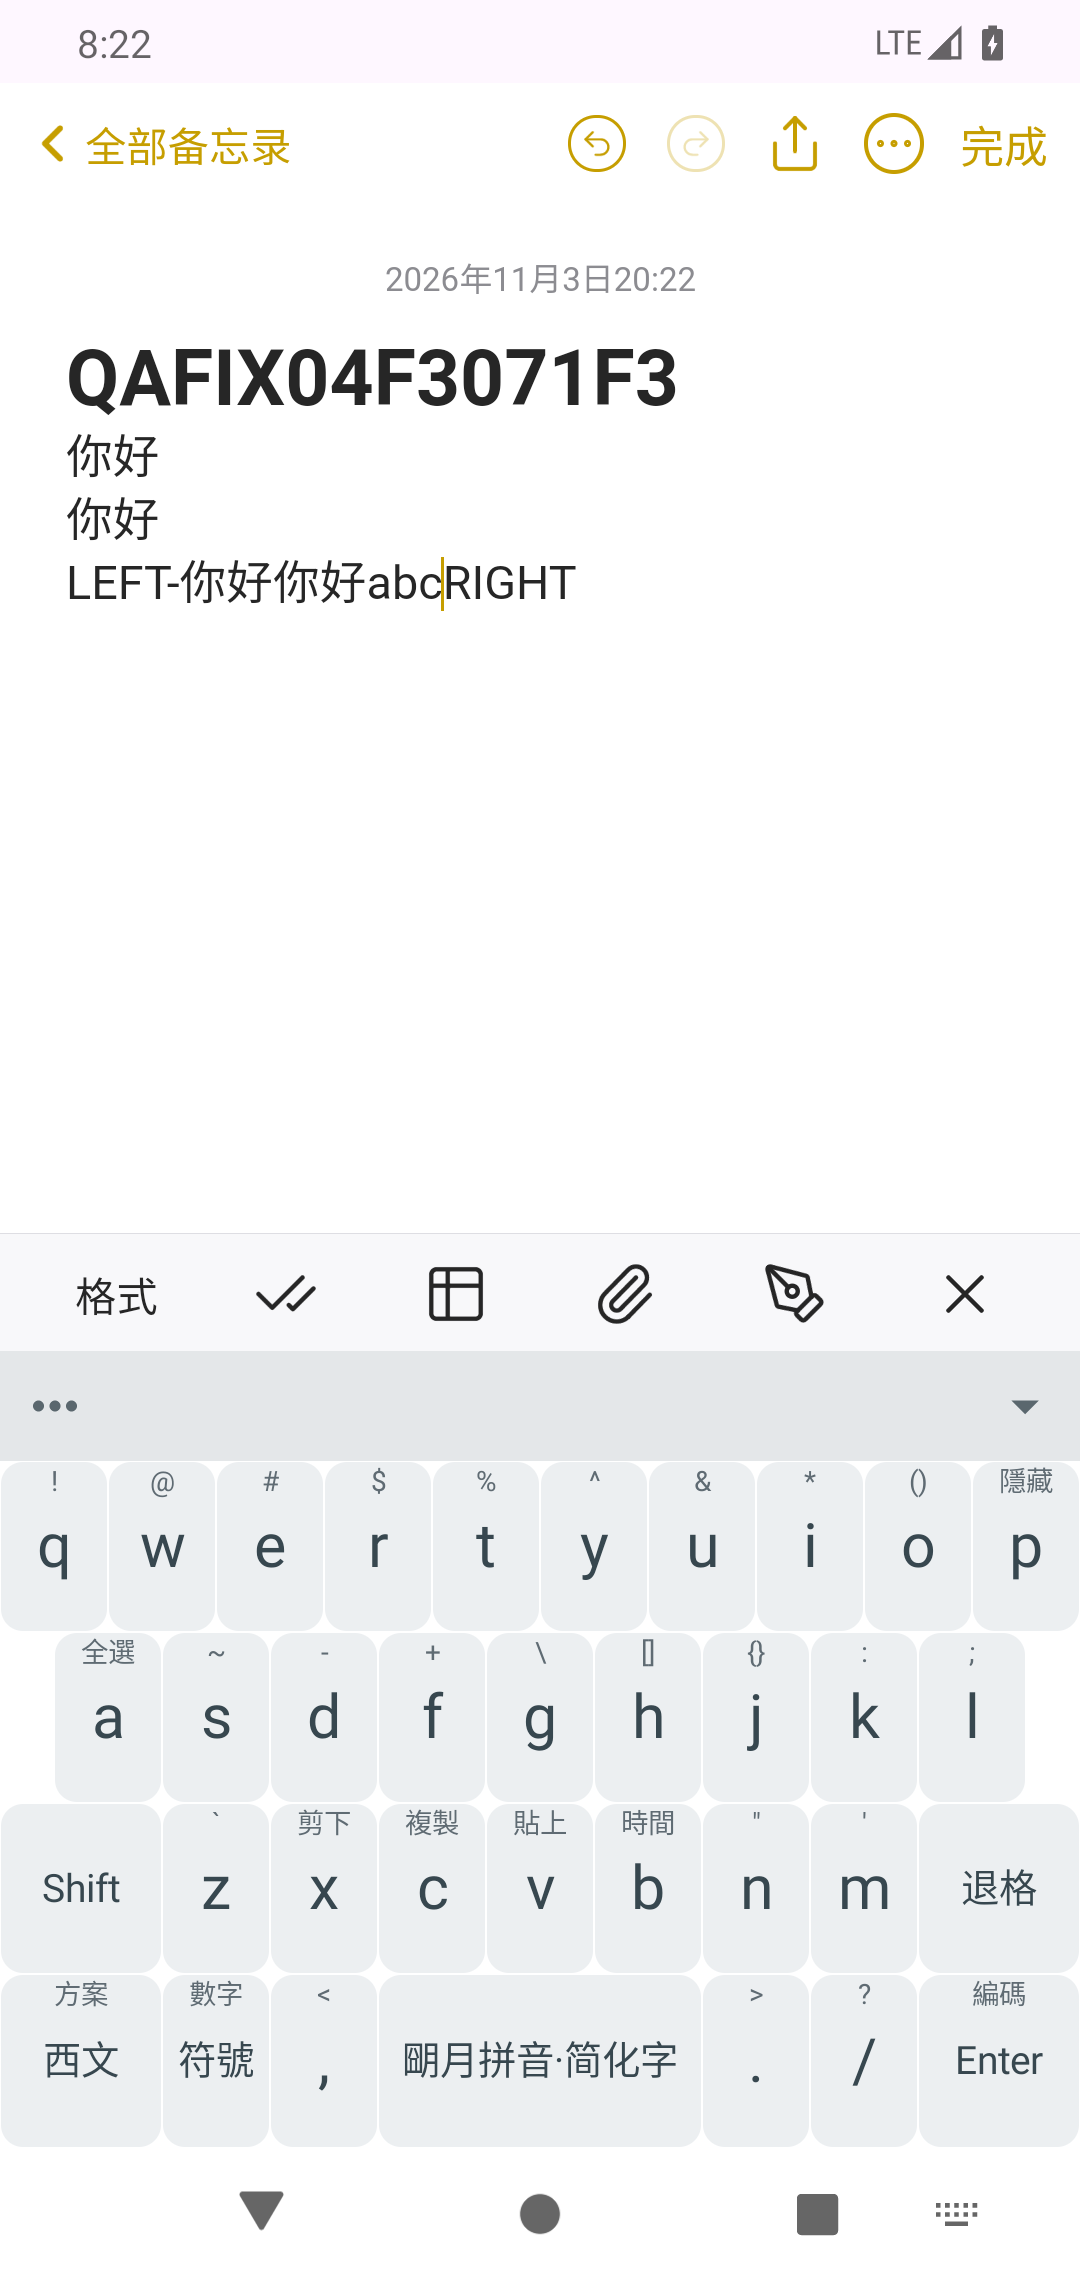 8:22
LTE
全部备忘录
完成
2026年11月3日20:22
QAFIX04F3071F3
你好
你好
LEFT-你好你好abcRIGHT
格式
! @ # $ % ^ & * () 隱藏
q w e r t y u i o p
全選 ~ - + \ [] {} : ;
a s d f g h j k l
` 剪下 複製 貼上 時間 " '
Shift z x c v b n m 退格
方案 數字 < > ? 編碼
西文 符號 , 朙月拼音·简化字 . / Enter